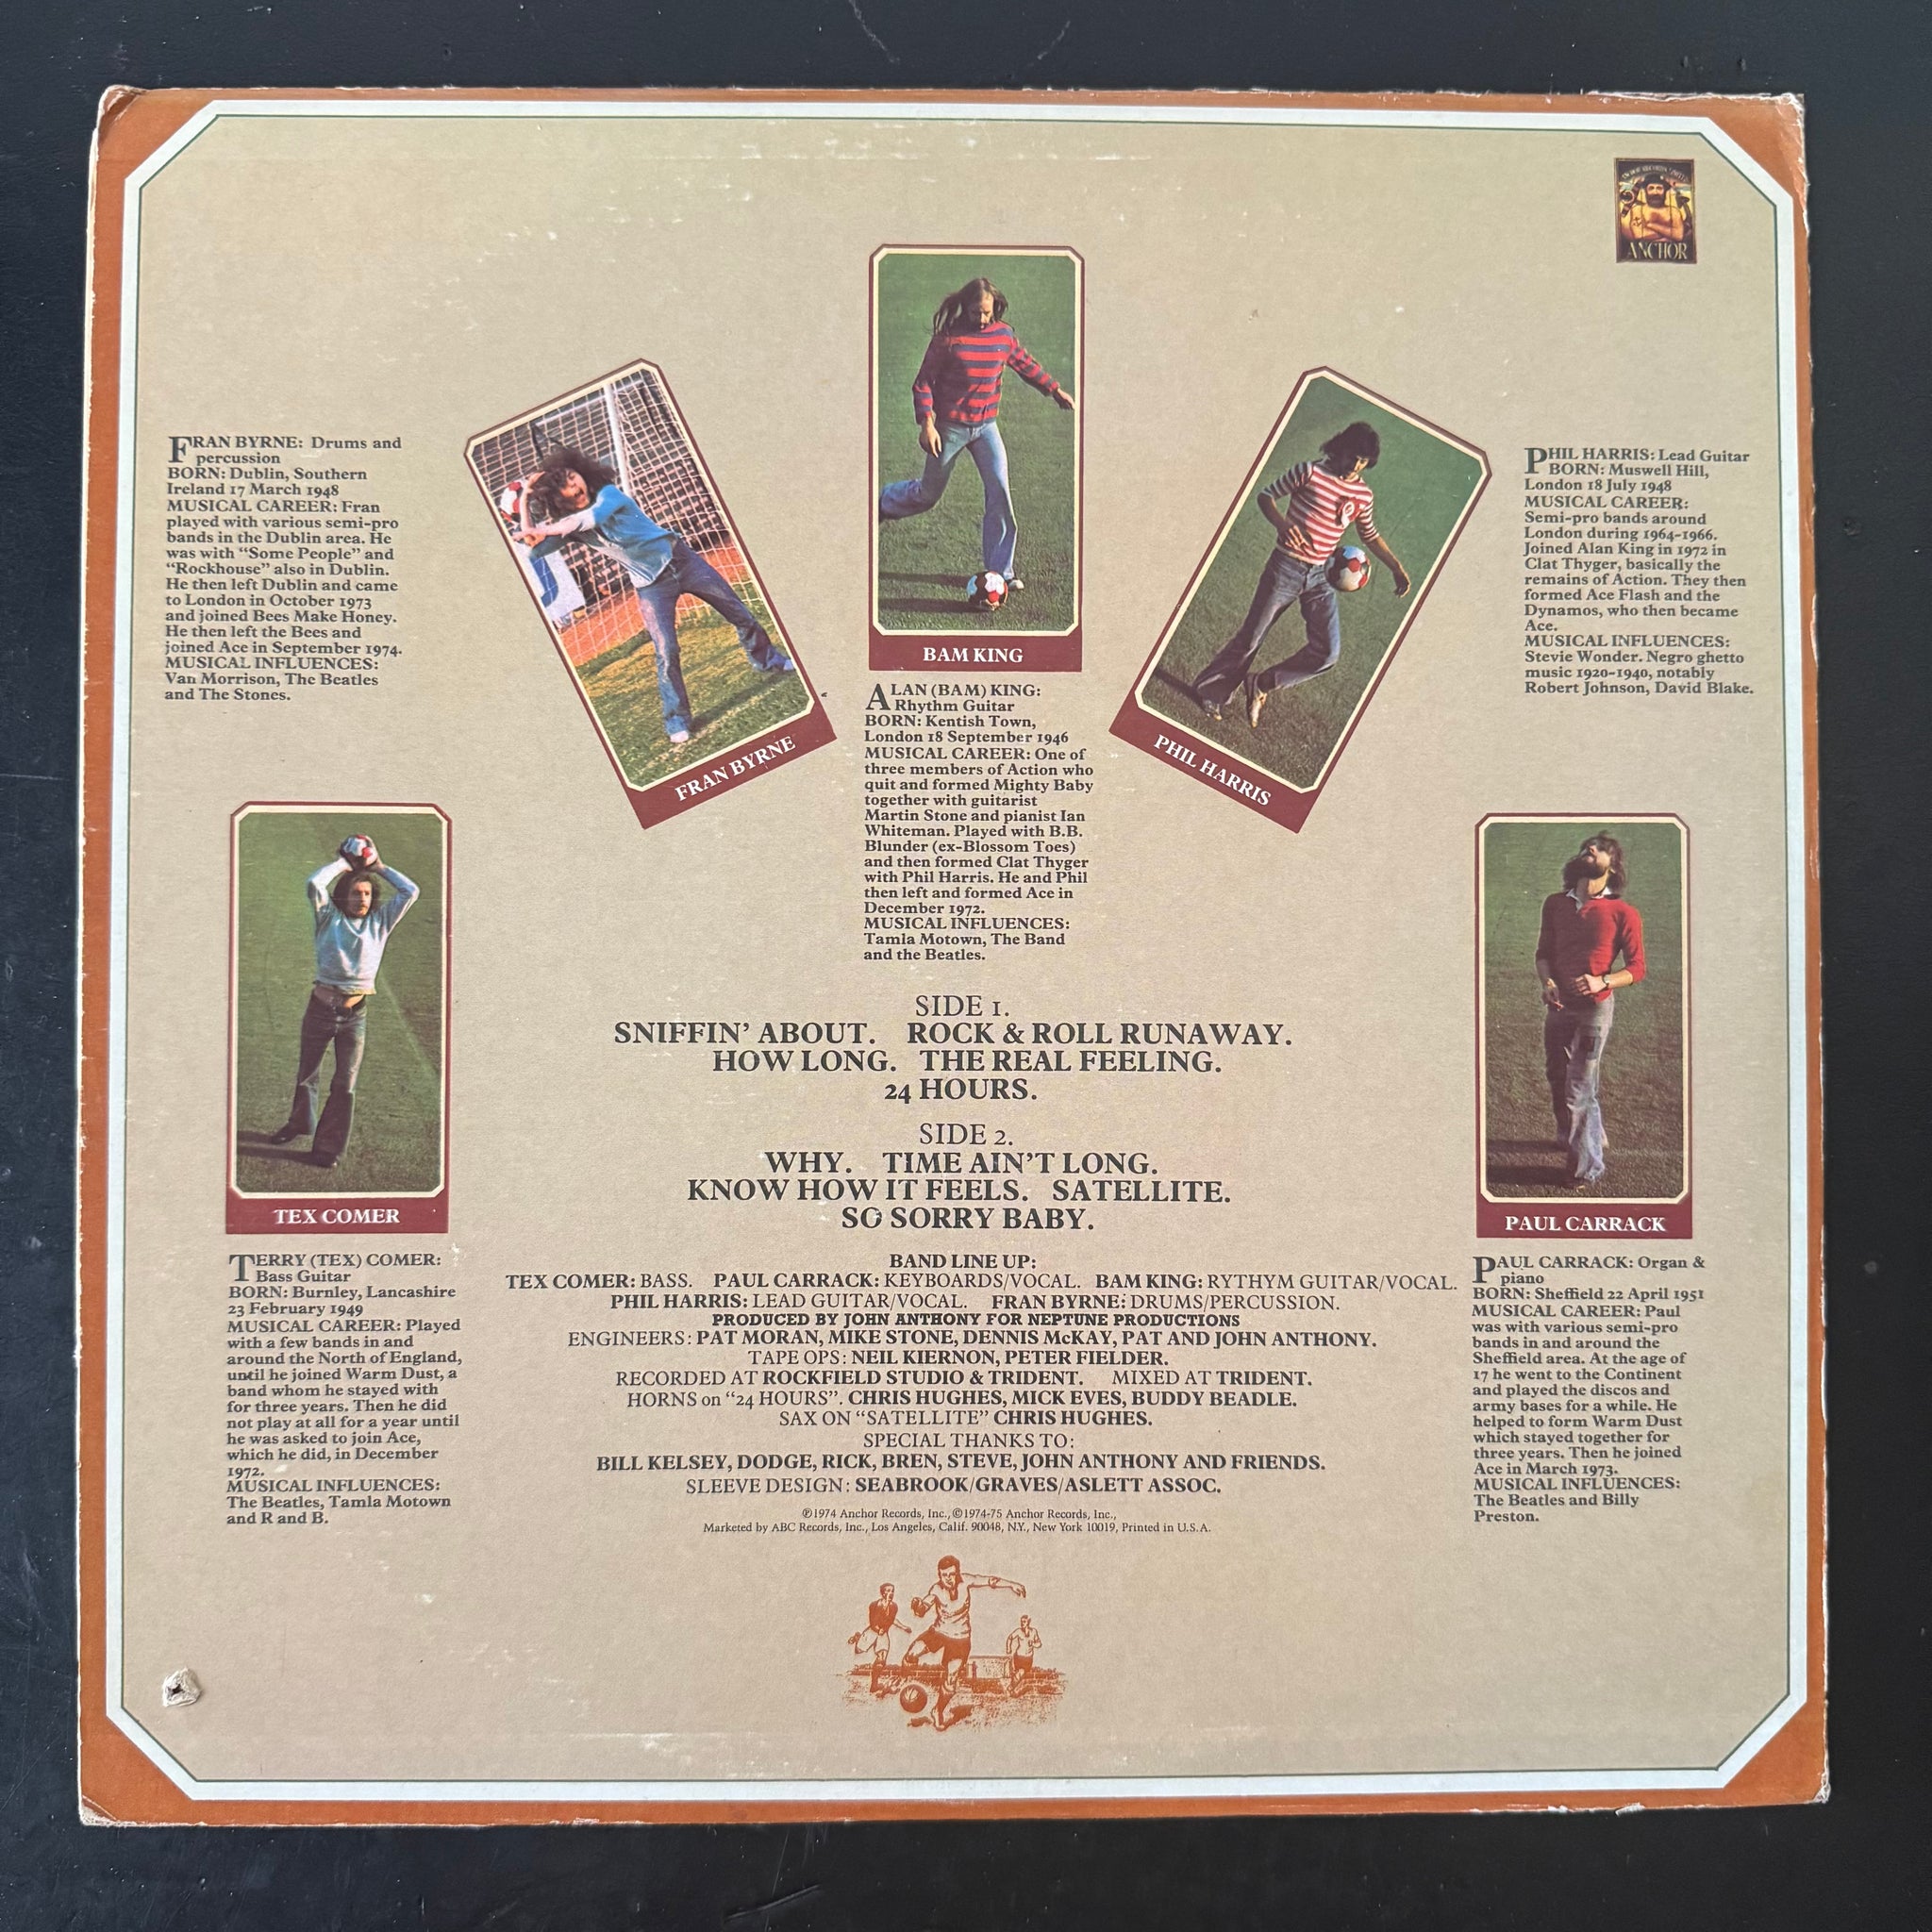 ANCHOR
BAM KING
FRAN BYRNE: Drums and
percussion
BORN: Dublin, Southern
Ireland 17 March 1948
MUSICAL CAREER: Fran
played with various semi-pro
bands in the Dublin area. He
was with “Some People” and
“Rockhouse” also in Dublin.
He then left Dublin and came
to London in October 1973
and joined Bees Make Honey.
He then left the Bees and
joined Ace in September 1974.
MUSICAL INFLUENCES:
Van Morrison, The Beatles
and The Stones.
FRAN BYRNE
ALAN (BAM) KING:
Rhythm Guitar
BORN: Kentish Town,
London 18 September 1946
MUSICAL CAREER: One of
three members of Action who
quit and formed Mighty Baby
together with guitarist
Martin Stone and pianist Ian
Whiteman. Played with B.B.
Blunder (ex-Blossom Toes)
and then formed Clat Thyger
with Phil Harris. He and Phil
then left and formed Ace in
December 1972.
MUSICAL INFLUENCES:
Tamla Motown, The Band
and the Beatles.
PHIL HARRIS
PHIL HARRIS: Lead Guitar
BORN: Muswell Hill,
London 18 July 1948
MUSICAL CAREER:
Semi-pro bands around
London during 1964-1966.
Joined Alan King in 1972 in
Clat Thyger, basically the
remains of Action. They then
formed Ace Flash and the
Dynamos, who then became
Ace.
MUSICAL INFLUENCES:
Stevie Wonder. Negro ghetto
music 1920-1940, notably
Robert Johnson, David Blake.
TEX COMER
TERRY (TEX) COMER:
Bass Guitar
BORN: Burnley, Lancashire
23 February 1949
MUSICAL CAREER: Played
with a few bands in and
around the North of England,
until he joined Warm Dust, a
band whom he stayed with
for three years. Then he did
not play at all for a year until
he was asked to join Ace,
which he did, in December
1972.
MUSICAL INFLUENCES:
The Beatles, Tamla Motown
and R and B.
SIDE 1.
SNIFFIN’ ABOUT. ROCK & ROLL RUNAWAY.
HOW LONG. THE REAL FEELING.
24 HOURS.
SIDE 2.
WHY. TIME AIN’T LONG.
KNOW HOW IT FEELS. SATELLITE.
SO SORRY BABY.
BAND LINE UP:
TEX COMER: BASS. PAUL CARRACK: KEYBOARDS/VOCAL. BAM KING: RYTHYM GUITAR/VOCAL.
PHIL HARRIS: LEAD GUITAR/VOCAL. FRAN BYRNE: DRUMS/PERCUSSION.
PRODUCED BY JOHN ANTHONY FOR NEPTUNE PRODUCTIONS
ENGINEERS: PAT MORAN, MIKE STONE, DENNIS McKAY, PAT AND JOHN ANTHONY.
TAPE OPS: NEIL KIERNON, PETER FIELDER.
RECORDED AT ROCKFIELD STUDIO & TRIDENT. MIXED AT TRIDENT.
HORNS on “24 HOURS”. CHRIS HUGHES, MICK EVES, BUDDY BEADLE.
SAX ON “SATELLITE” CHRIS HUGHES.
SPECIAL THANKS TO:
BILL KELSEY, DODGE, RICK, BREN, STEVE, JOHN ANTHONY AND FRIENDS.
SLEEVE DESIGN: SEABROOK/GRAVES/ASLETT ASSOC.
℗1974 Anchor Records, Inc., ©1974-75 Anchor Records, Inc.,
Marketed by ABC Records, Inc., Los Angeles, Calif. 90048, N.Y., New York 10019, Printed in U.S.A.
PAUL CARRACK
PAUL CARRACK: Organ &
piano
BORN: Sheffield 22 April 1951
MUSICAL CAREER: Paul
was with various semi-pro
bands in and around the
Sheffield area. At the age of
17 he went to the Continent
and played the discos and
army bases for a while. He
helped to form Warm Dust
which stayed together for
three years. Then he joined
Ace in March 1973.
MUSICAL INFLUENCES:
The Beatles and Billy
Preston.